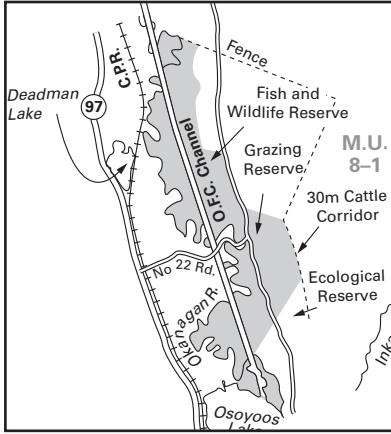 C.P.R.
Fence
Deadman
Lake
97
Fish and
Wildlife Reserve
O.F.C. Channel
Grazing
Reserve
M.U.
8–1
30m Cattle
Corridor
No 22 Rd.
Ecological
Reserve
Okanagan R.
Osoyoos